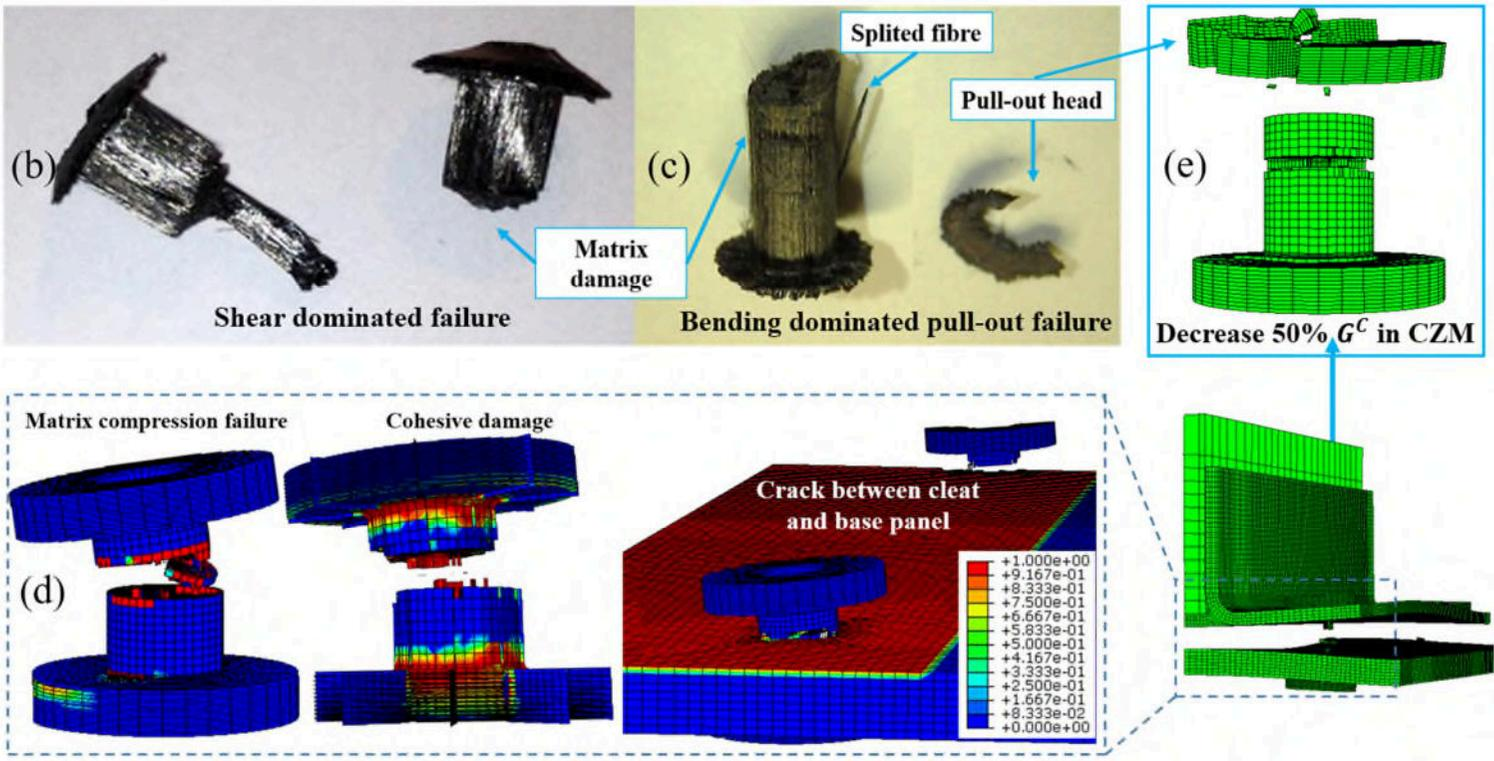 (b)
Shear dominated failure
Matrix
damage
(c)
Splited fibre
Pull-out head
Bending dominated pull-out failure
(e)
Decrease 50% G^C in CZM
Matrix compression failure
Cohesive damage
(d)
Crack between cleat
and base panel
+1.000e+00
+9.167e-01
+8.333e-01
+7.500e-01
+6.667e-01
+5.833e-01
+5.000e-01
+4.167e-01
+3.333e-01
+2.500e-01
+1.667e-01
+8.333e-02
+0.000e+00